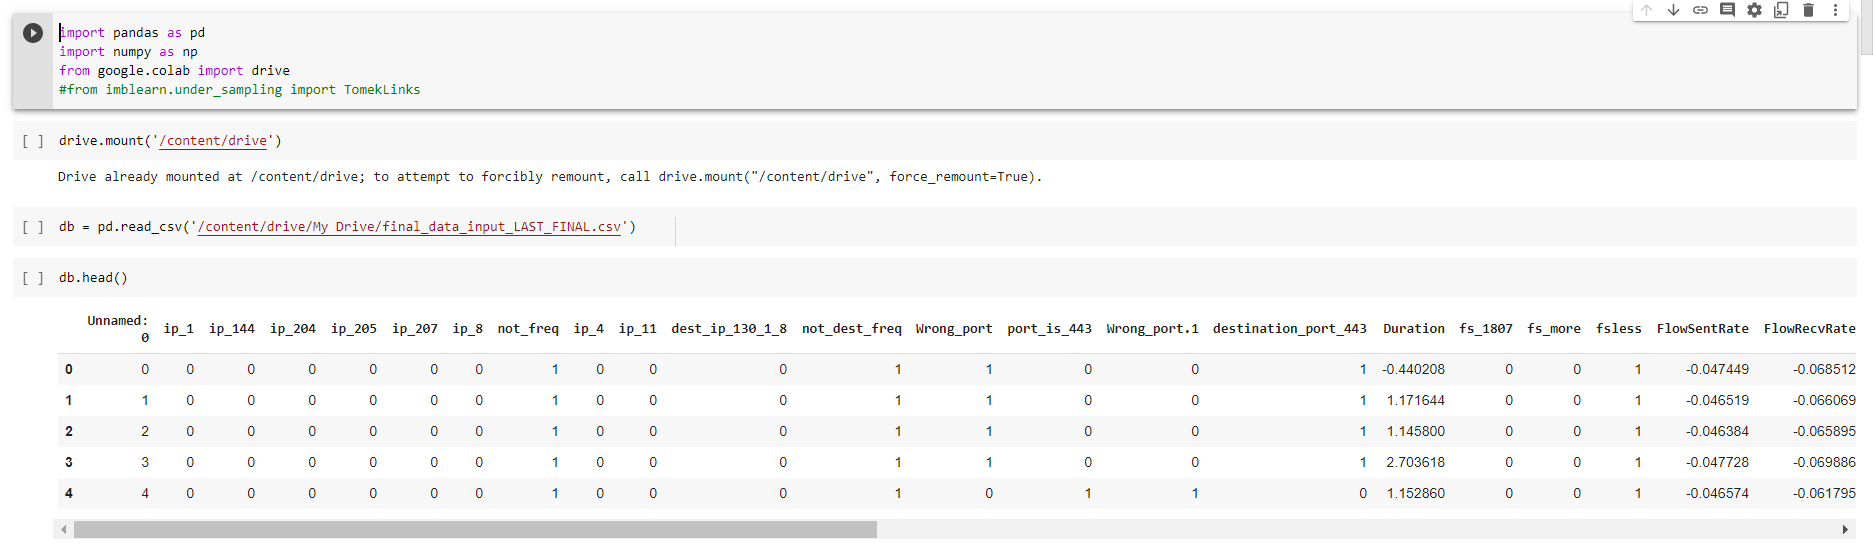 import pandas as pd
import numpy as np
from google.colab import drive
#from imblearn.under_sampling import TomekLinks
[ ] drive.mount('/content/drive')
Drive already mounted at /content/drive; to attempt to forcibly remount, call drive.mount("/content/drive", force_remount=True).
[ ] db = pd.read_csv('/content/drive/My Drive/final_data_input_LAST_FINAL.csv')
[ ] db.head()
Unnamed: 0 ip_1 ip_144 ip_204 ip_205 ip_207 ip_8 not_freq ip_4 ip_11 dest_ip_130_1_8 not_dest_freq Wrong_port port_is_443 Wrong_port.1 destination_port_443 Duration fs_1807 fs_more fsless FlowSentRate FlowRecvRate
0 0 0 0 0 0 0 0 1 0 0 0 1 1 0 0 1 -0.440208 0 0 1 -0.047449 -0.068512
1 1 0 0 0 0 0 0 1 0 0 0 1 1 0 0 1 1.171644 0 0 1 -0.046519 -0.066069
2 2 0 0 0 0 0 0 1 0 0 0 1 1 0 0 1 1.145800 0 0 1 -0.046384 -0.065895
3 3 0 0 0 0 0 0 1 0 0 0 1 1 0 0 1 2.703618 0 0 1 -0.047728 -0.069886
4 4 0 0 0 0 0 0 1 0 0 0 1 0 1 1 0 1.152860 0 0 1 -0.046574 -0.061795